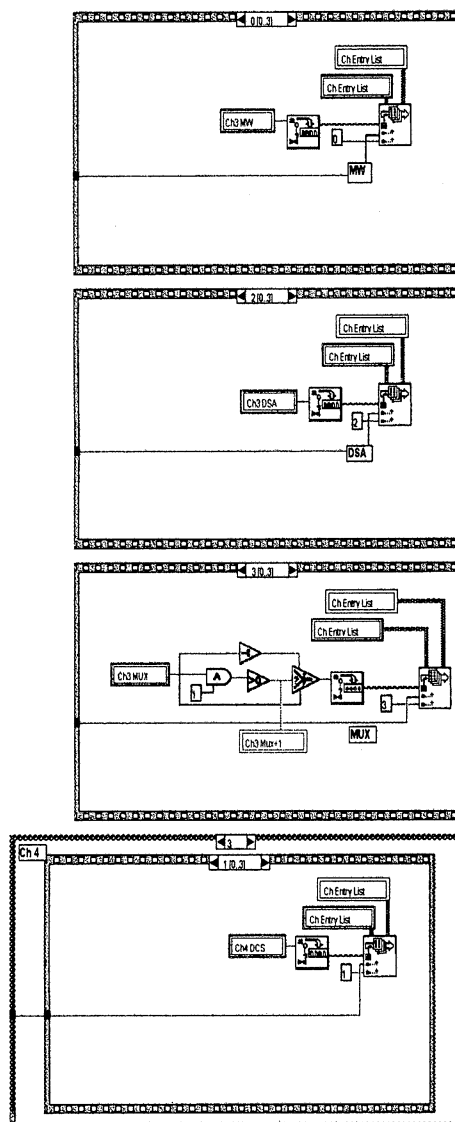 0 [0..3]
Ch Entry List
Ch Entry List
Ch3 MW
0
MW
2 [0..3]
Ch Entry List
Ch Entry List
Ch3 DSA
2
DSA
3 [0..3]
Ch Entry List
Ch Entry List
Ch3 MUX
A
1
3
Ch3 Mux+1
MUX
3
Ch 4
1 [0..3]
Ch Entry List
Ch Entry List
Ch4 DCS
1